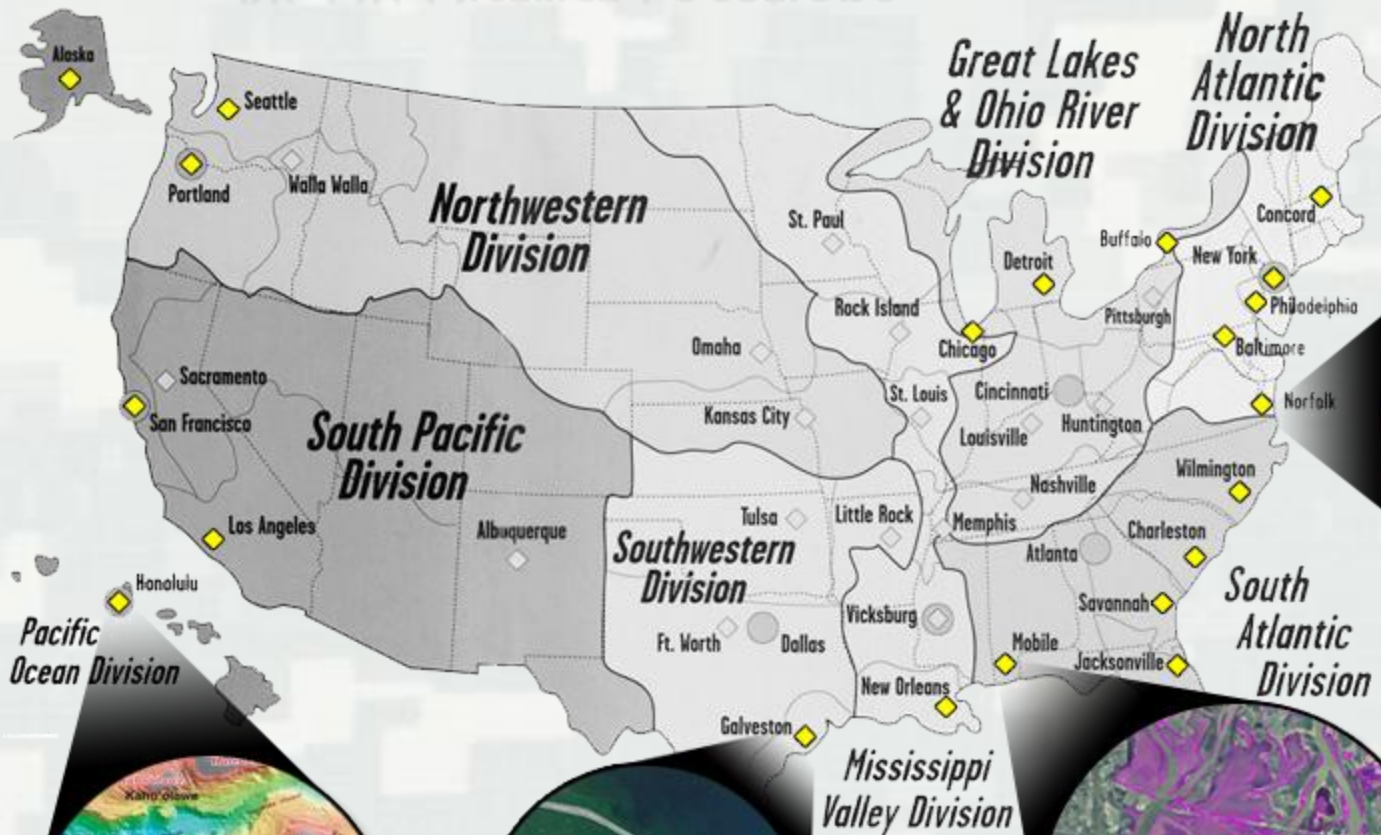 Alaska
Seattle
Portland
Walla Walla
Northwestern
Division
Great Lakes
& Ohio River
Division
North
Atlantic
Division
St. Paul
Concord
Buffalo
New York
Detroit
Rock Island
Pittsburgh
Philadelphia
Omaha
Chicago
Baltimore
Sacramento
San Francisco
South Pacific
Division
Kansas City
St. Louis
Cincinnati
Louisville
Huntington
Norfolk
Wilmington
Nashville
Los Angeles
Albuquerque
Tulsa
Little Rock
Memphis
Charleston
Atlanta
Southwestern
Division
Honolulu
Pacific
Ocean Division
Savannah
South
Atlantic
Division
Vicksburg
Ft. Worth
Dallas
Mobile
Jacksonville
New Orleans
Galveston
Mississippi
Valley Division
Kaho'olawe